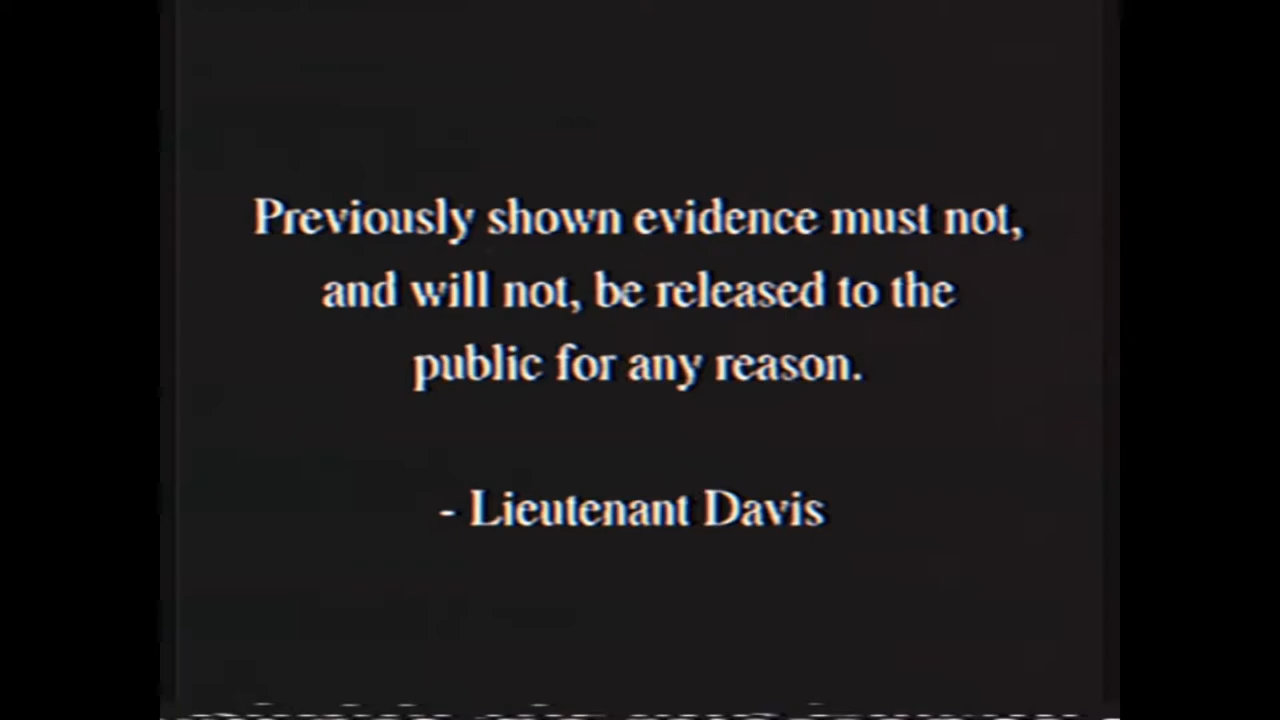 Previously shown evidence must not,
and will not, be released to the
public for any reason.
- Lieutenant Davis